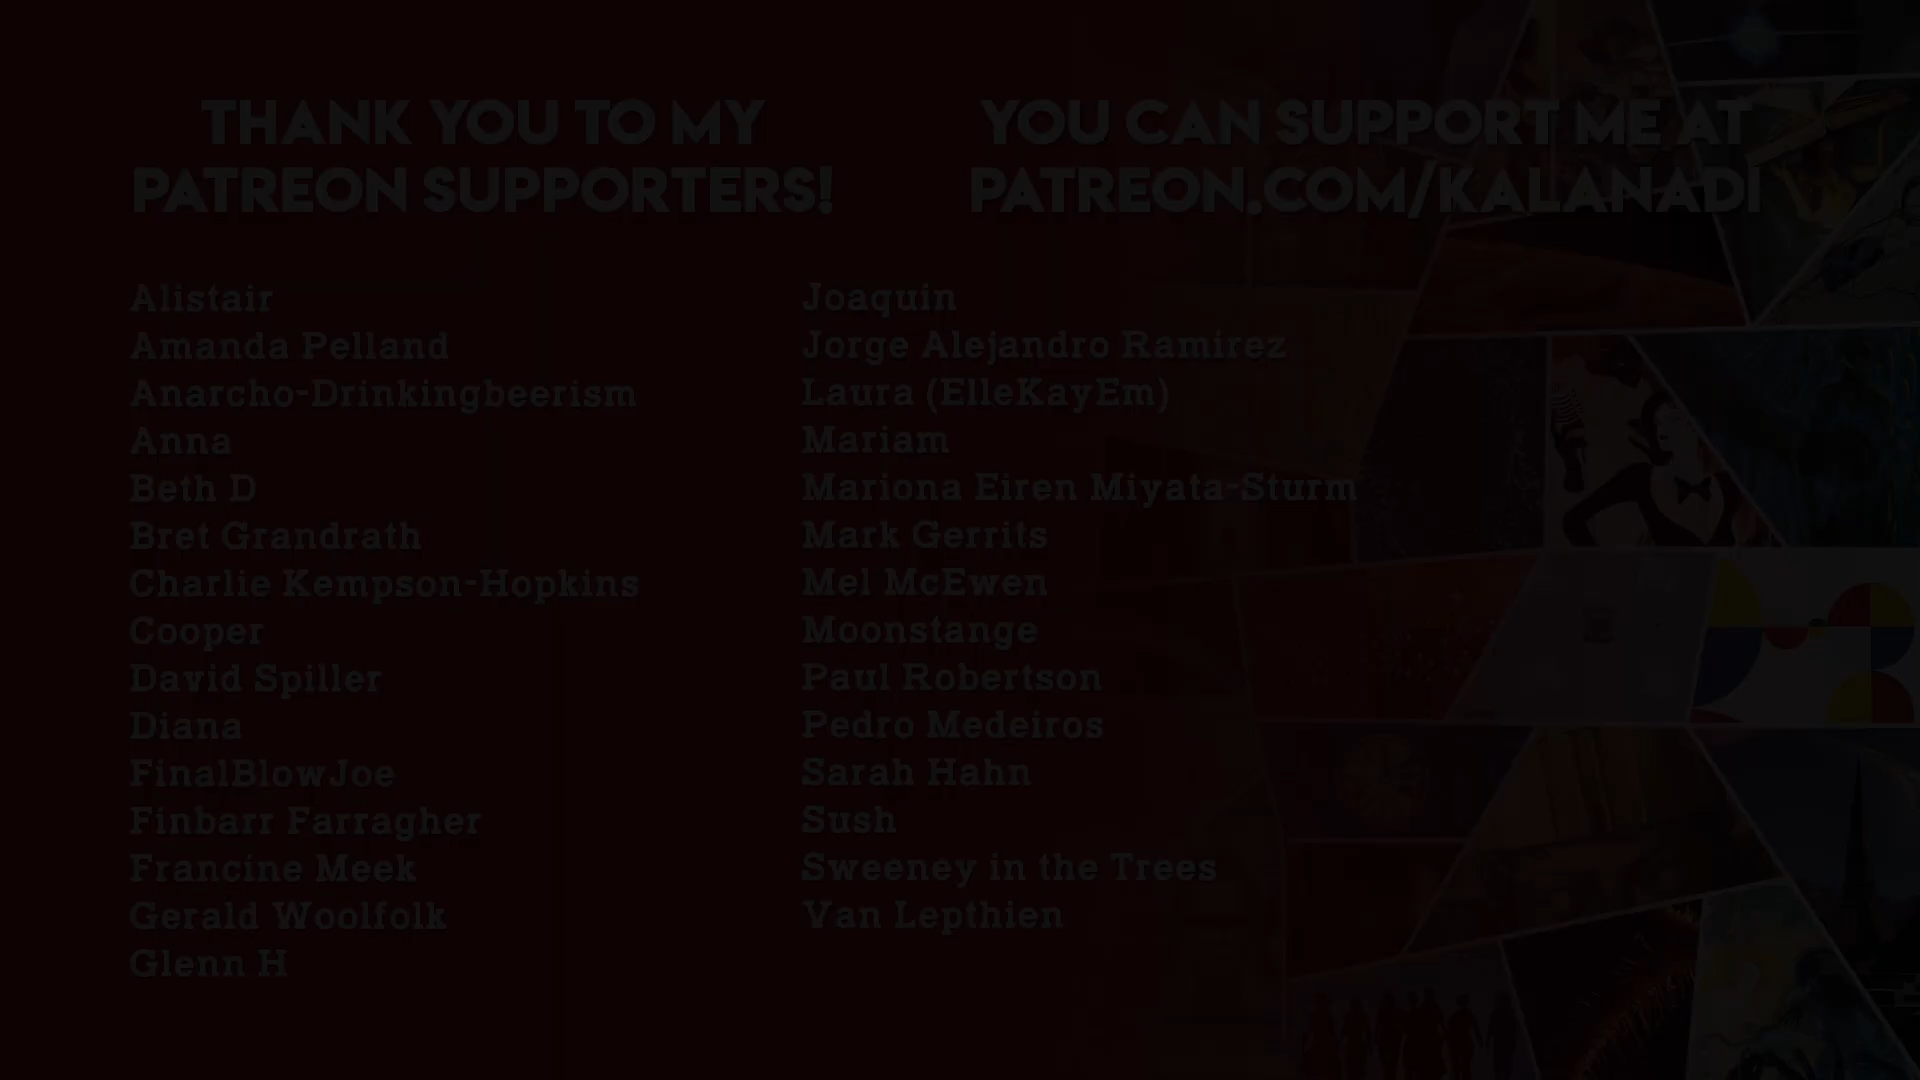 THANK YOU TO MY
PATREON SUPPORTERS!
YOU CAN SUPPORT ME AT
PATREON.COM/KALANADI
Alistair
Amanda Pelland
Anarcho-Drinkingbeerism
Anna
Beth D
Bret Grandrath
Charlie Kempson-Hopkins
Cooper
David Spiller
Diana
FinalBlowJoe
Finbarr Farragher
Francine Meek
Gerald Woolfolk
Glenn H
Joaquin
Jorge Alejandro Ramirez
Laura (ElleKayEm)
Mariam
Mariona Eiren Miyata-Sturm
Mark Gerrits
Mel McEwen
Moonstange
Paul Robertson
Pedro Medeiros
Sarah Hahn
Sush
Sweeney in the Trees
Van Lepthien